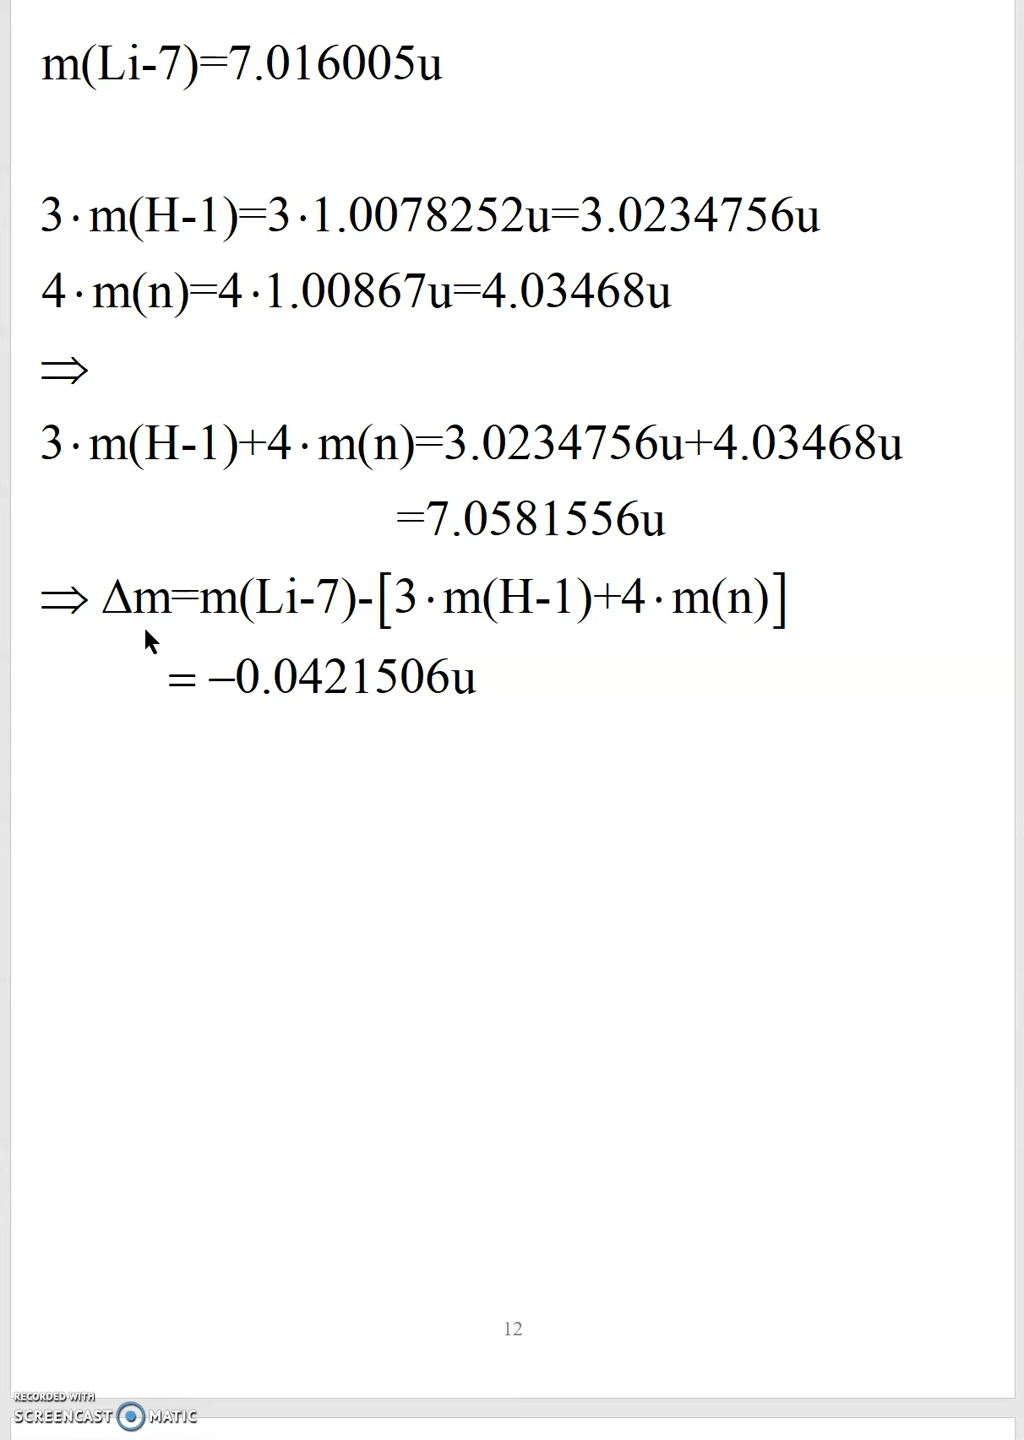 m(Li-7)=7.016005u
3·m(H-1)=3·1.0078252u=3.0234756u
4·m(n)=4·1.00867u=4.03468u
⇒
3·m(H-1)+4·m(n)=3.0234756u+4.03468u
=7.0581556u
⇒ Δm=m(Li-7)-[3·m(H-1)+4·m(n)]
= −0.0421506u
12
RECORDED WITH
SCREENCAST MATIC